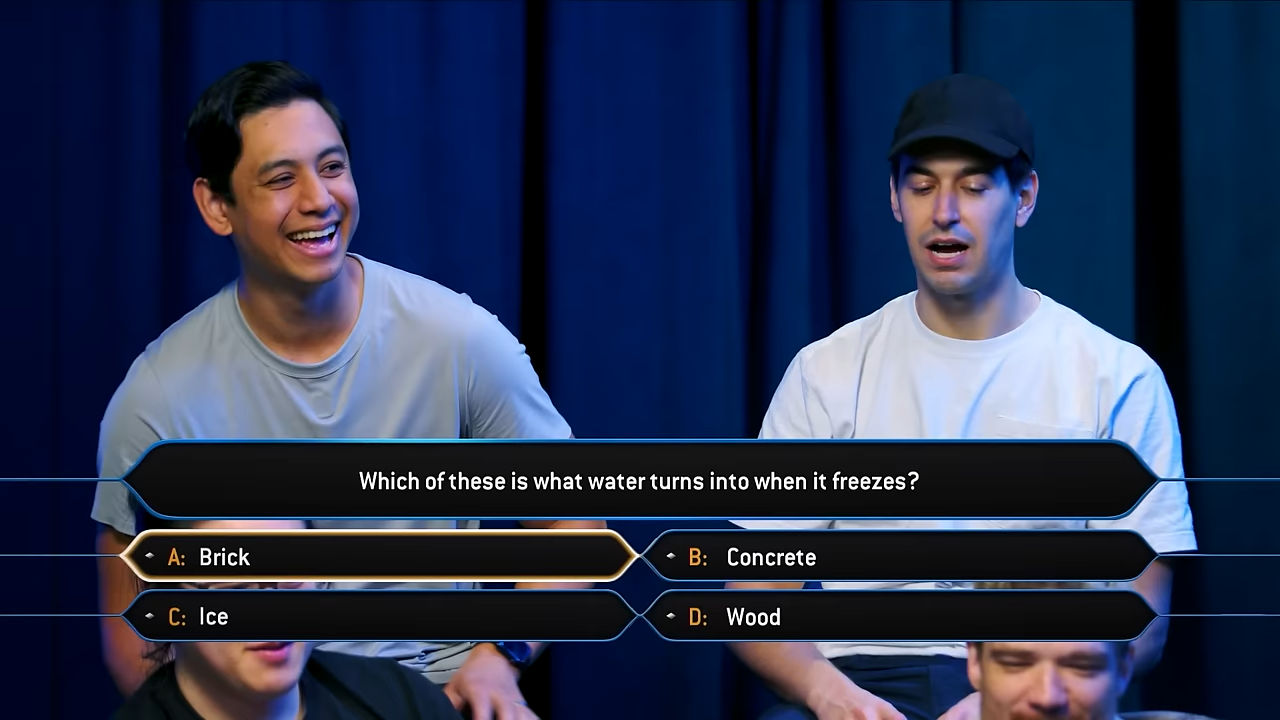 Which of these is what water turns into when it freezes?
A: Brick
B: Concrete
C: Ice
D: Wood